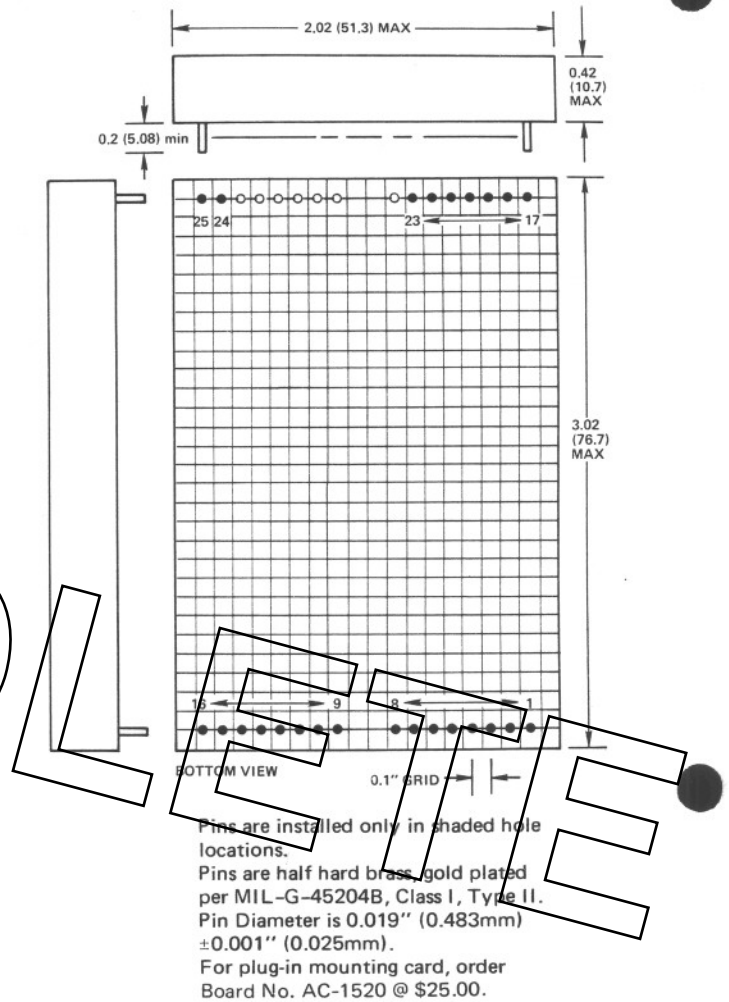 2.02 (51.3) MAX
0.42
(10.7)
MAX
0.2 (5.08) min
25 24
23
17
3.02
(76.7)
MAX
16
9
8
1
BOTTOM VIEW
0.1" GRID
LETE
Pins are installed only in shaded hole
locations.
Pins are half hard brass, gold plated
per MIL-G-45204B, Class I, Type II.
Pin Diameter is 0.019" (0.483mm)
±0.001" (0.025mm).
For plug-in mounting card, order
Board No. AC-1520 @ $25.00.